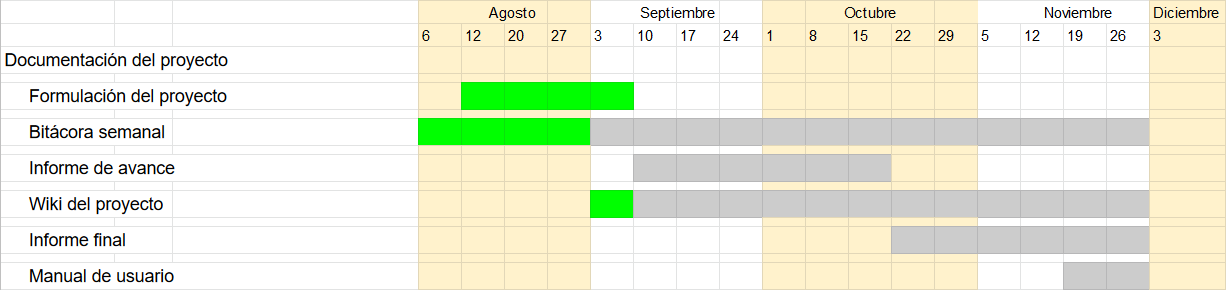 Agosto Septiembre Octubre Noviembre Diciembre
6 12 20 27 3 10 17 24 1 8 15 22 29 5 12 19 26 3
Documentación del proyecto
Formulación del proyecto
Bitácora semanal
Informe de avance
Wiki del proyecto
Informe final
Manual de usuario